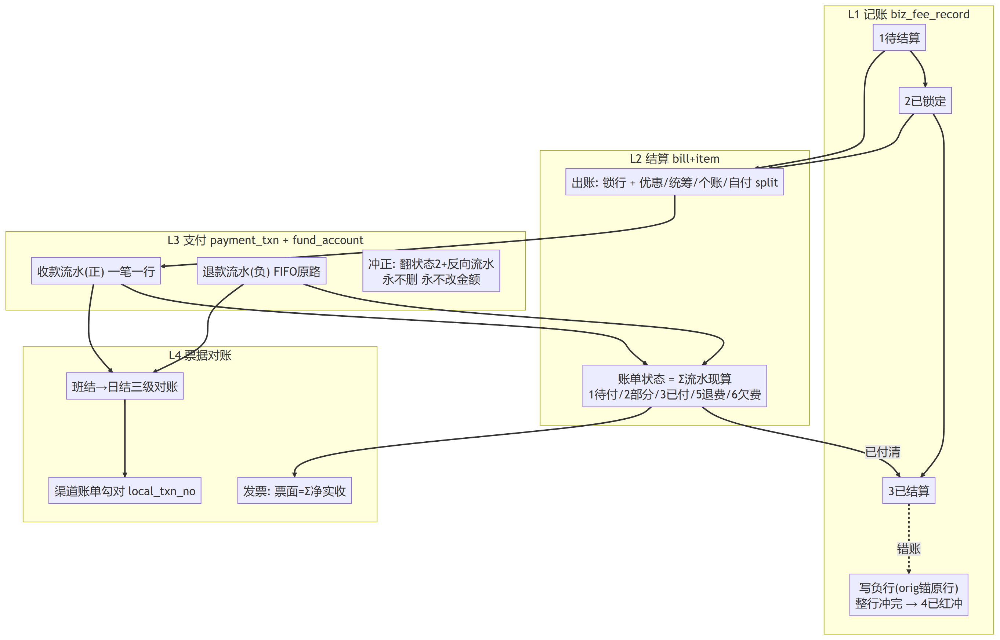 L1 记账 biz_fee_record
1待结算
2已锁定
L2 结算 bill+item
出账: 锁行 + 优惠/统筹/个账/自付 split
L3 支付 payment_txn + fund_account
收款流水(正) 一笔一行
退款流水(负) FIFO原路
冲正: 翻状态2+反向流水
永不删 永不改金额
L4 票据对账
班结→日结三级对账
账单状态 = Σ流水现算
1待付/2部分/3已付/5退费/6欠费
已付清
渠道账单勾对 local_txn_no
发票: 票面=Σ净实收
3已结算
错账
写负行(orig锚原行)
整行冲完 → 4已红冲